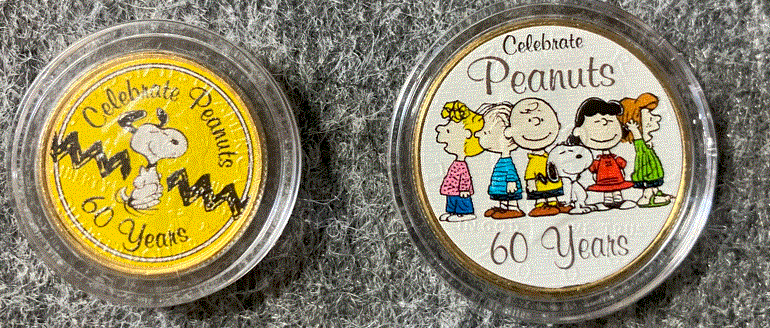 Celebrate Peanuts
60 Years
Celebrate
Peanuts
60 Years